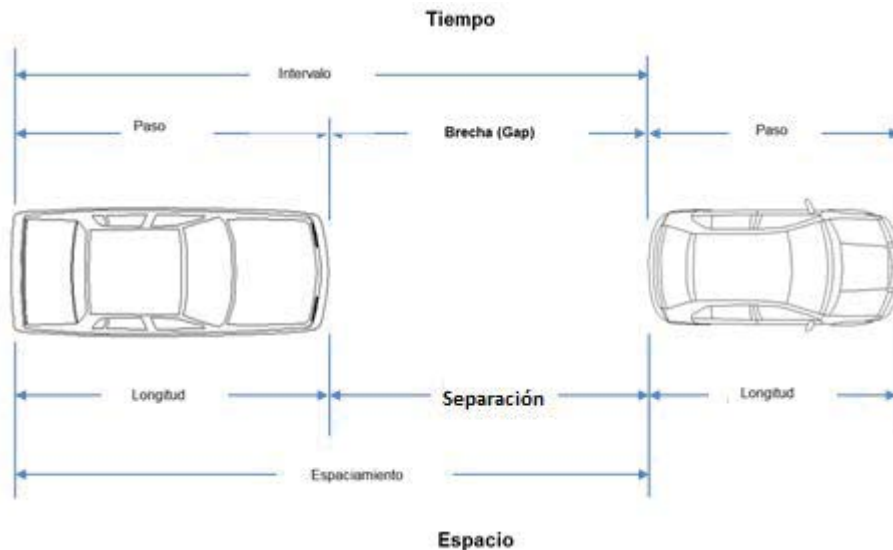 Tiempo
Intervalo
Paso
Brecha (Gap)
Paso
Longitud
Separación
Longitud
Espaciamiento
Espacio